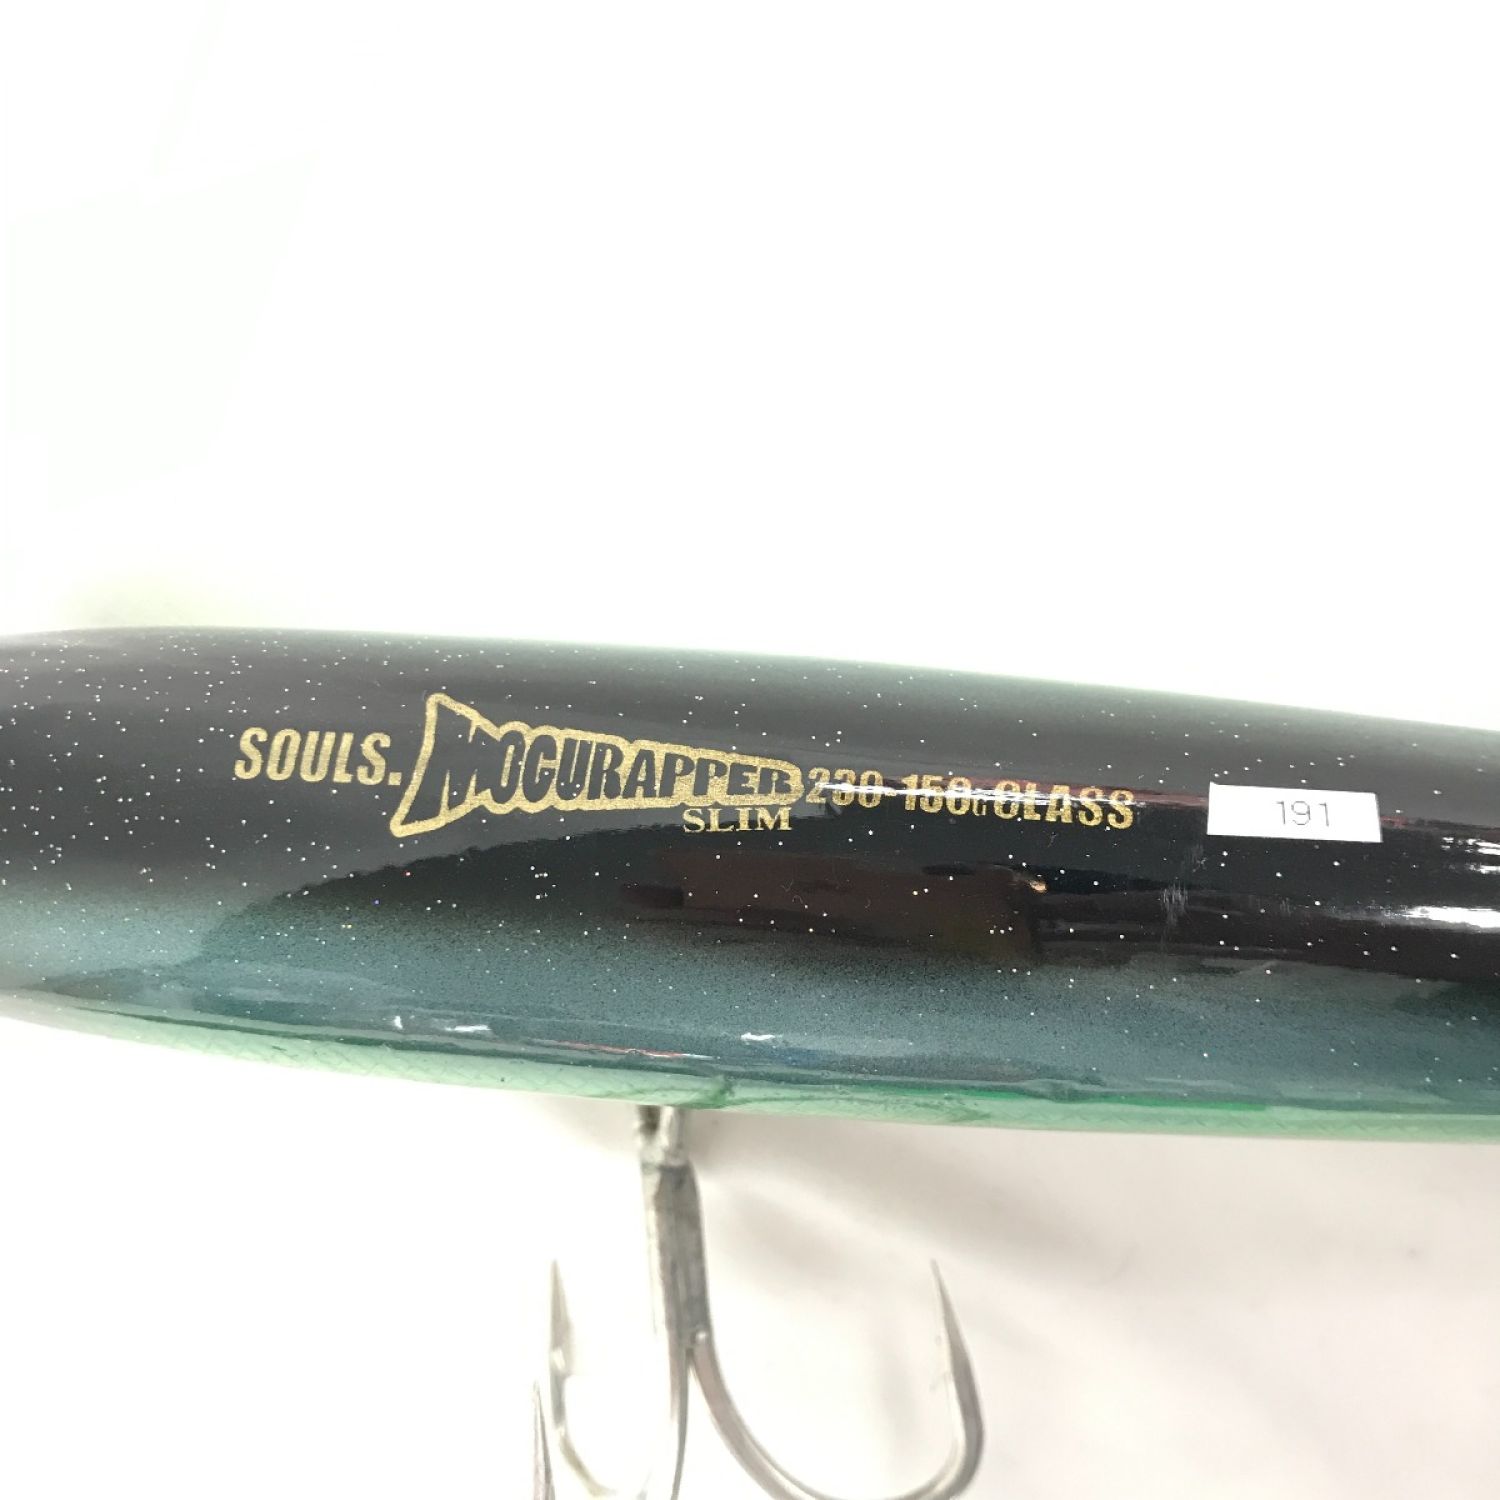 SOULS. MOGURAPPER 230-150G CLASS 191
SLIM